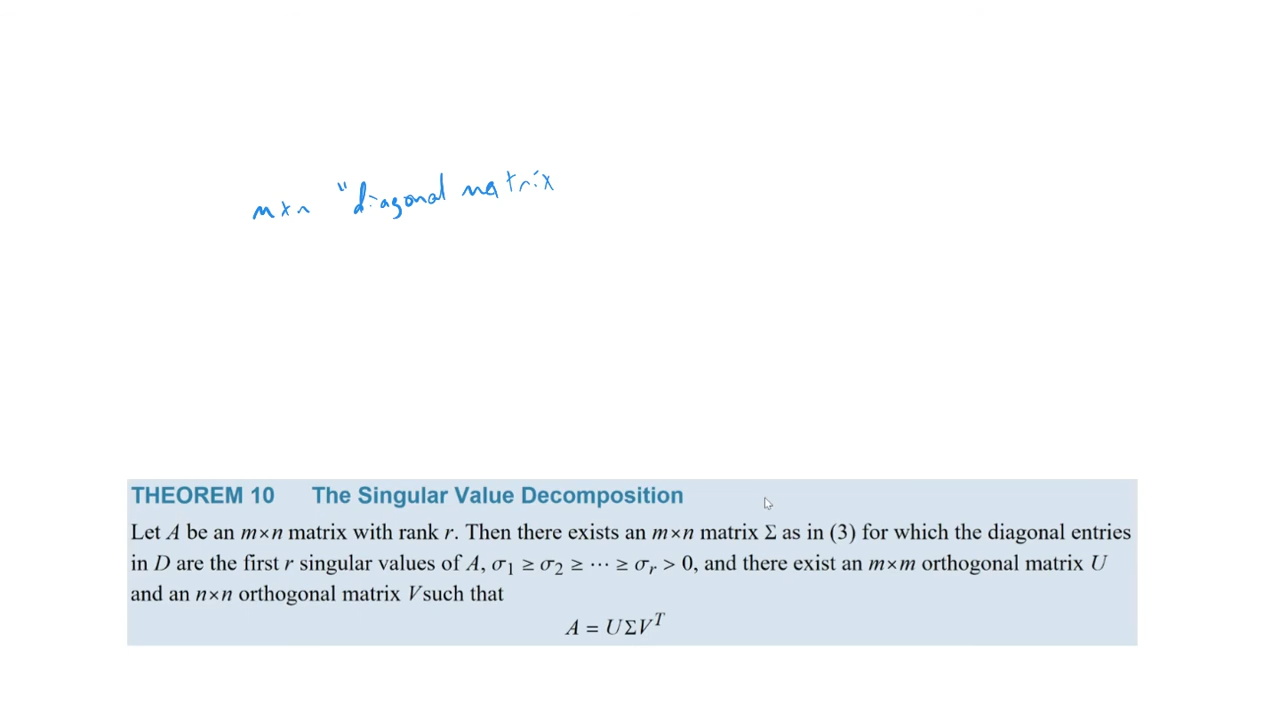 m×n "diagonal matrix
THEOREM 10 The Singular Value Decomposition
Let A be an m×n matrix with rank r. Then there exists an m×n matrix Σ as in (3) for which the diagonal entries
in D are the first r singular values of A, σ₁ ≥ σ₂ ≥ ⋯ ≥ σᵣ > 0, and there exist an m×m orthogonal matrix U
and an n×n orthogonal matrix V such that
A = UΣVᵀ